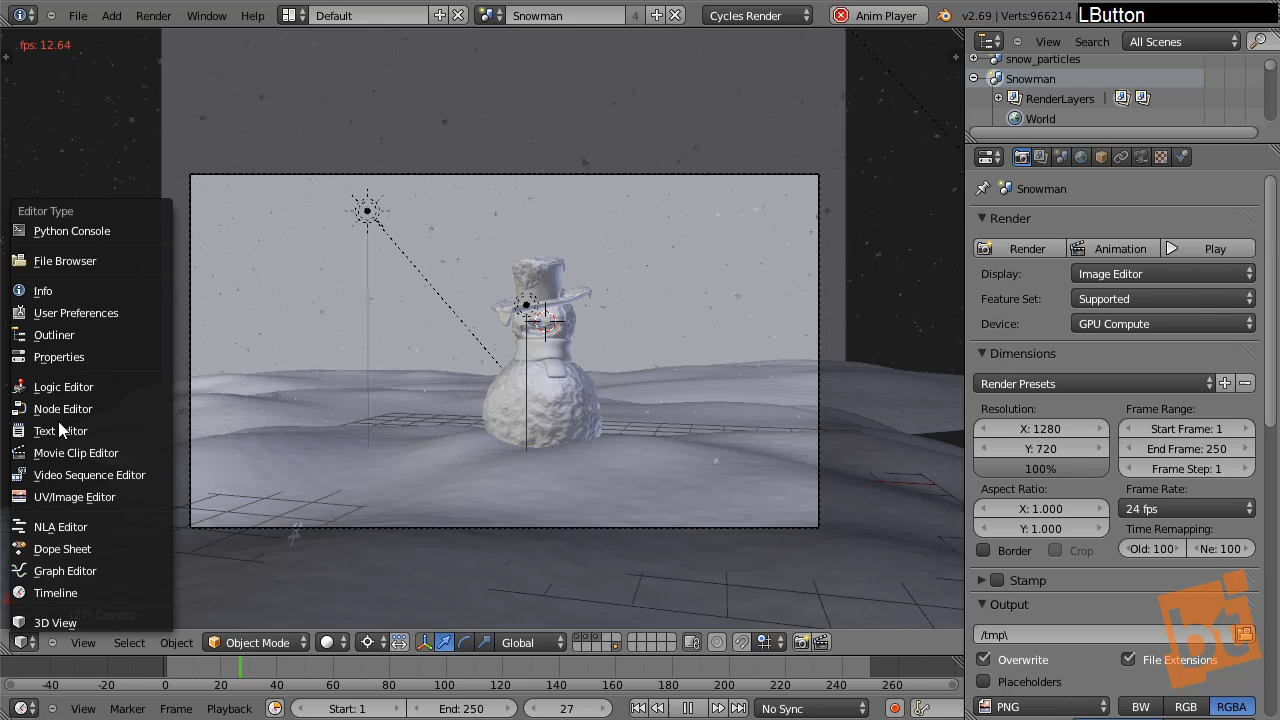 File Add Render Window Help Default Snowman 4 Cycles Render Anim Player v2.69 | Verts:966214 | LButton
fps: 12.64
View Search All Scenes
snow_particles
Snowman
RenderLayers
World
Snowman
Render
Render Animation Play
Display: Image Editor
Feature Set: Supported
Device: GPU Compute
Dimensions
Render Presets
Resolution: Frame Range:
X: 1280 Start Frame: 1
Y: 720 End Frame: 250
100% Frame Step: 1
Aspect Ratio: Frame Rate:
X: 1.000 24 fps
Y: 1.000 Time Remapping:
Border Crop Old: 100 Ne: 100
Stamp
Output
/tmp\
Overwrite File Extensions
Placeholders
PNG BW RGB RGBA
Editor Type
Python Console
File Browser
Info
User Preferences
Outliner
Properties
Logic Editor
Node Editor
Text Editor
Movie Clip Editor
Video Sequence Editor
UV/Image Editor
NLA Editor
Dope Sheet
Graph Editor
Timeline
3D View
(27) Camera
View Select Object Object Mode Global
-40 -20 0 20 40 60 80 100 120 140 160 180 200 220 240 260
View Marker Frame Playback Start: 1 End: 250 27 No Sync